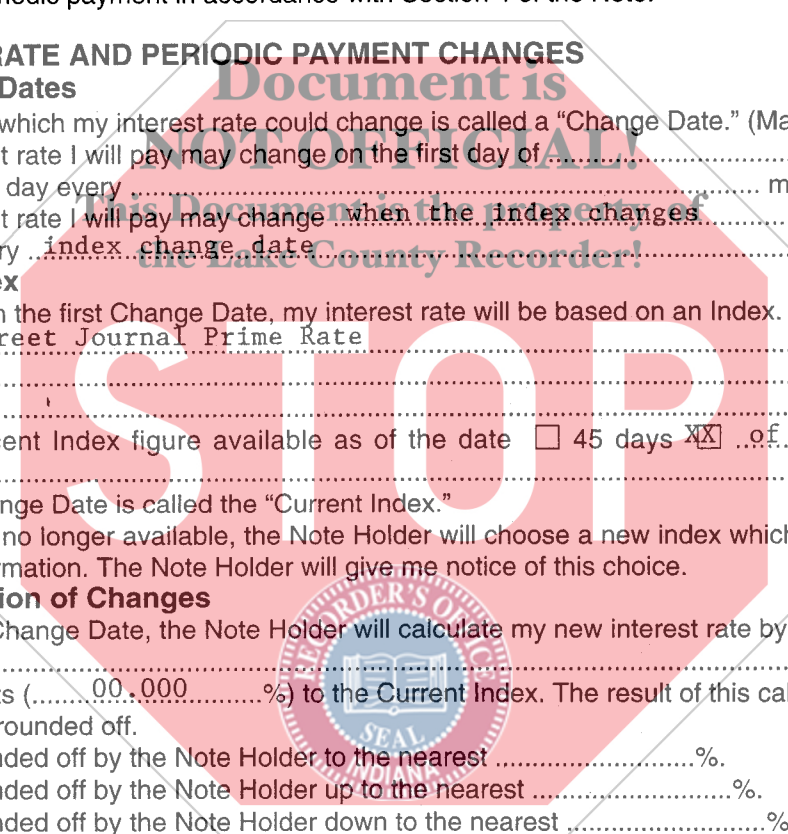 odic payment in accordance with Section 4 of the Note.
RATE AND PERIODIC PAYMENT CHANGES
Dates
which my interest rate could change is called a “Change Date.” (Ma
t rate I will pay may change on the first day of ..............................
day every ............................................................................................ m
t rate I will pay may change ..when the index changes............
ry ..index change date..............................................................
ex
n the first Change Date, my interest rate will be based on an Index.
reet Journal Prime Rate..............................................................
cent Index figure available as of the date ☐ 45 days XX ☐ ..of..
nge Date is called the “Current Index.”
no longer available, the Note Holder will choose a new index which
rmation. The Note Holder will give me notice of this choice.
ion of Changes
Change Date, the Note Holder will calculate my new interest rate by
ts (........00.000..........%) to the Current Index. The result of this cal
rounded off.
nded off by the Note Holder to the nearest ............................%.
nded off by the Note Holder up to the nearest ............................%.
nded off by the Note Holder down to the nearest ............................%
Document is
NOT OFFICIAL!
This Document is the property of
the Lake County Recorder!
STOP
RECORDER'S OFFICE
SEAL
INDIANA